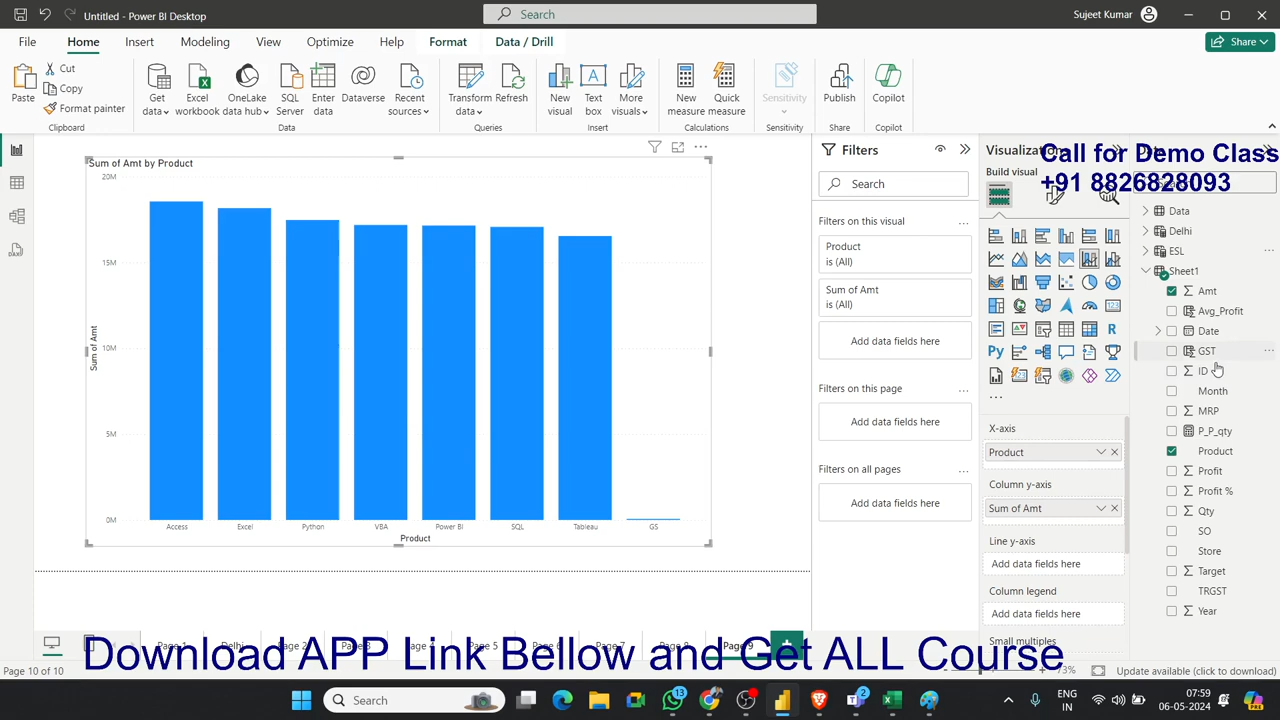 Untitled - Power BI Desktop
Search
Sujeet Kumar
File Home Insert Modeling View Optimize Help Format Data / Drill
Share
Paste
Cut
Copy
Format painter
Get data
Excel workbook
OneLake data hub
SQL Server
Enter data
Dataverse
Recent sources
Transform data
Refresh
New visual
Text box
More visuals
New measure
Quick measure
Sensitivity
Publish
Copilot
Clipboard Data Queries Insert Calculations Sensitivity Share Copilot
Sum of Amt by Product
20M
15M
10M
5M
0M
Sum of Amt
Access Excel Python VBA Power BI SQL Tableau GS
Product
Filters
Search
Filters on this visual
Product
is (All)
Sum of Amt
is (All)
Add data fields here
Filters on this page
Add data fields here
Filters on all pages
Add data fields here
Build visual
X-axis
Product
Column y-axis
Sum of Amt
Line y-axis
Add data fields here
Column legend
Add data fields here
Small multiples
Call for Demo Class
+91 8826828093
Data
Delhi
ESL
Sheet1
Amt
Avg_Profit
Date
GST
ID
Month
MRP
P_P_qty
Product
Profit
Profit %
Qty
SO
Store
Target
TRGST
Year
Page 9
Download APP Link Bellow and Get ALL Course
Page 10 of 10
73%
Update available (click to download)
Search
13
2
ENG
IN
07:59
06-05-2024